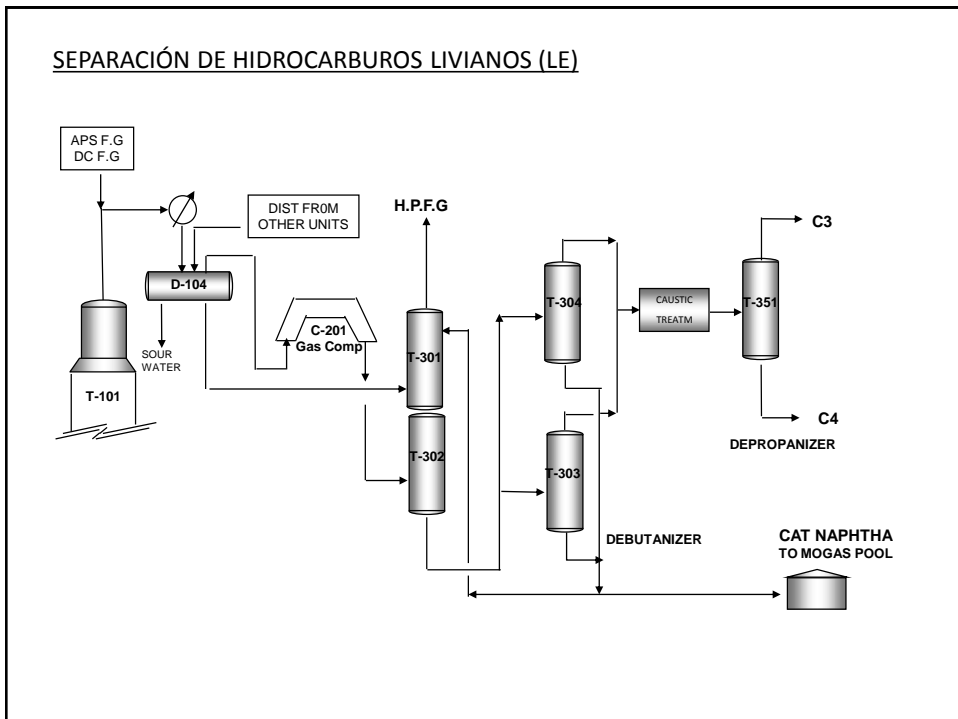 SEPARACIÓN DE HIDROCARBUROS LIVIANOS (LE)
APS F.G
DC F.G
DIST FR0M
OTHER UNITS
H.P.F.G
C3
D-104
T-304
T-351
CAUSTIC
TREATM
C-201
Gas Comp
T-301
SOUR
WATER
T-101
C4
DEPROPANIZER
T-302
T-303
DEBUTANIZER
CAT NAPHTHA
TO MOGAS POOL